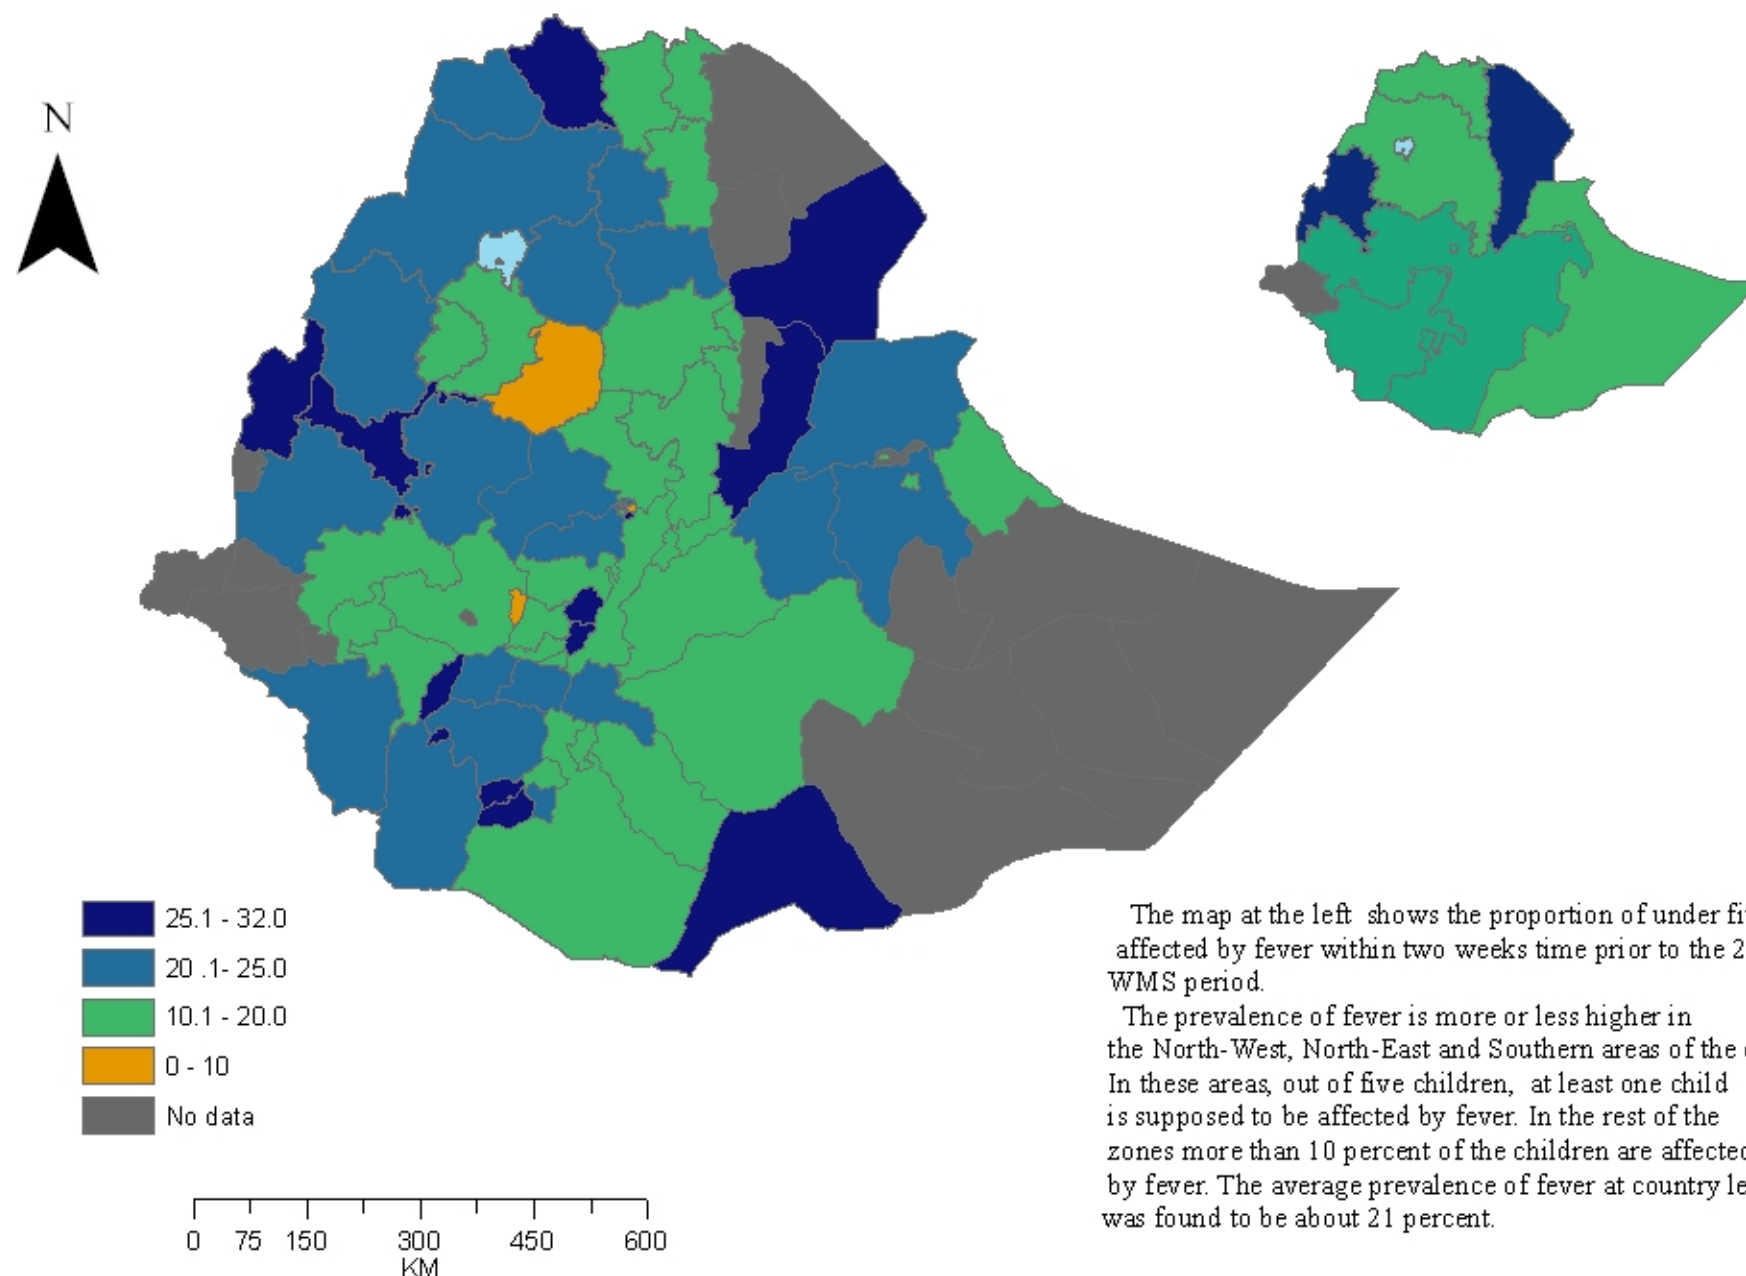 N
25.1 - 32.0
20 .1- 25.0
10.1 - 20.0
0 - 10
No data
0 75 150 300 450 600
KM
The map at the left shows the proportion of under
affected by fever within two weeks time prior to the
WMS period.
The prevalence of fever is more or less higher in
the North-West, North-East and Southern areas of the
In these areas, out of five children, at least one child
is supposed to be affected by fever. In the rest of the
zones more than 10 percent of the children are affected
by fever. The average prevalence of fever at country
was found to be about 21 percent.